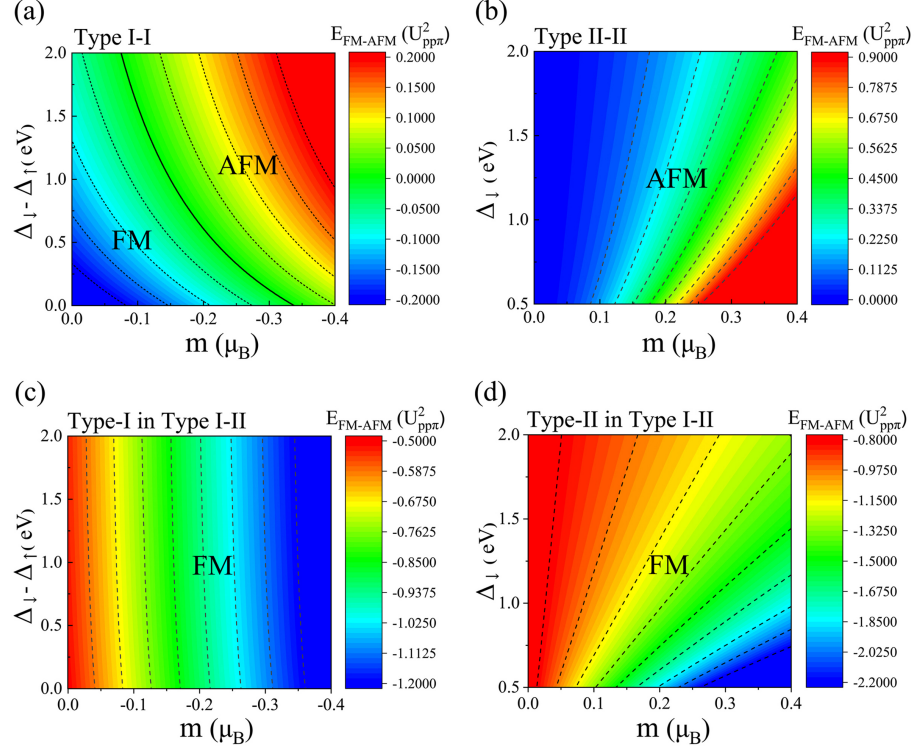 (a)
Type I-I
E_FM-AFM (U²_ppπ)
2.0
1.5
1.0
0.5
0.0
Δ↓ - Δ↑ (eV)
AFM
FM
0.0 -0.1 -0.2 -0.3 -0.4
m (μ_B)
0.2000
0.1500
0.1000
0.0500
0.0000
-0.0500
-0.1000
-0.1500
-0.2000
(b)
Type II-II
E_FM-AFM (U²_ppπ)
2.0
1.5
1.0
0.5
Δ↓ (eV)
AFM
0.0 0.1 0.2 0.3 0.4
m (μ_B)
0.9000
0.7875
0.6750
0.5625
0.4500
0.3375
0.2250
0.1125
0.0000
(c)
Type-I in Type I-II
E_FM-AFM (U²_ppπ)
2.0
1.5
1.0
0.5
0.0
Δ↓ - Δ↑ (eV)
FM
0.0 -0.1 -0.2 -0.3 -0.4
m (μ_B)
-0.5000
-0.5875
-0.6750
-0.7625
-0.8500
-0.9375
-1.0250
-1.1125
-1.2000
(d)
Type-II in Type I-II
E_FM-AFM (U²_ppπ)
2.0
1.5
1.0
0.5
Δ↓ (eV)
FM
0.0 0.1 0.2 0.3 0.4
m (μ_B)
-0.8000
-0.9750
-1.1500
-1.3250
-1.5000
-1.6750
-1.8500
-2.0250
-2.2000